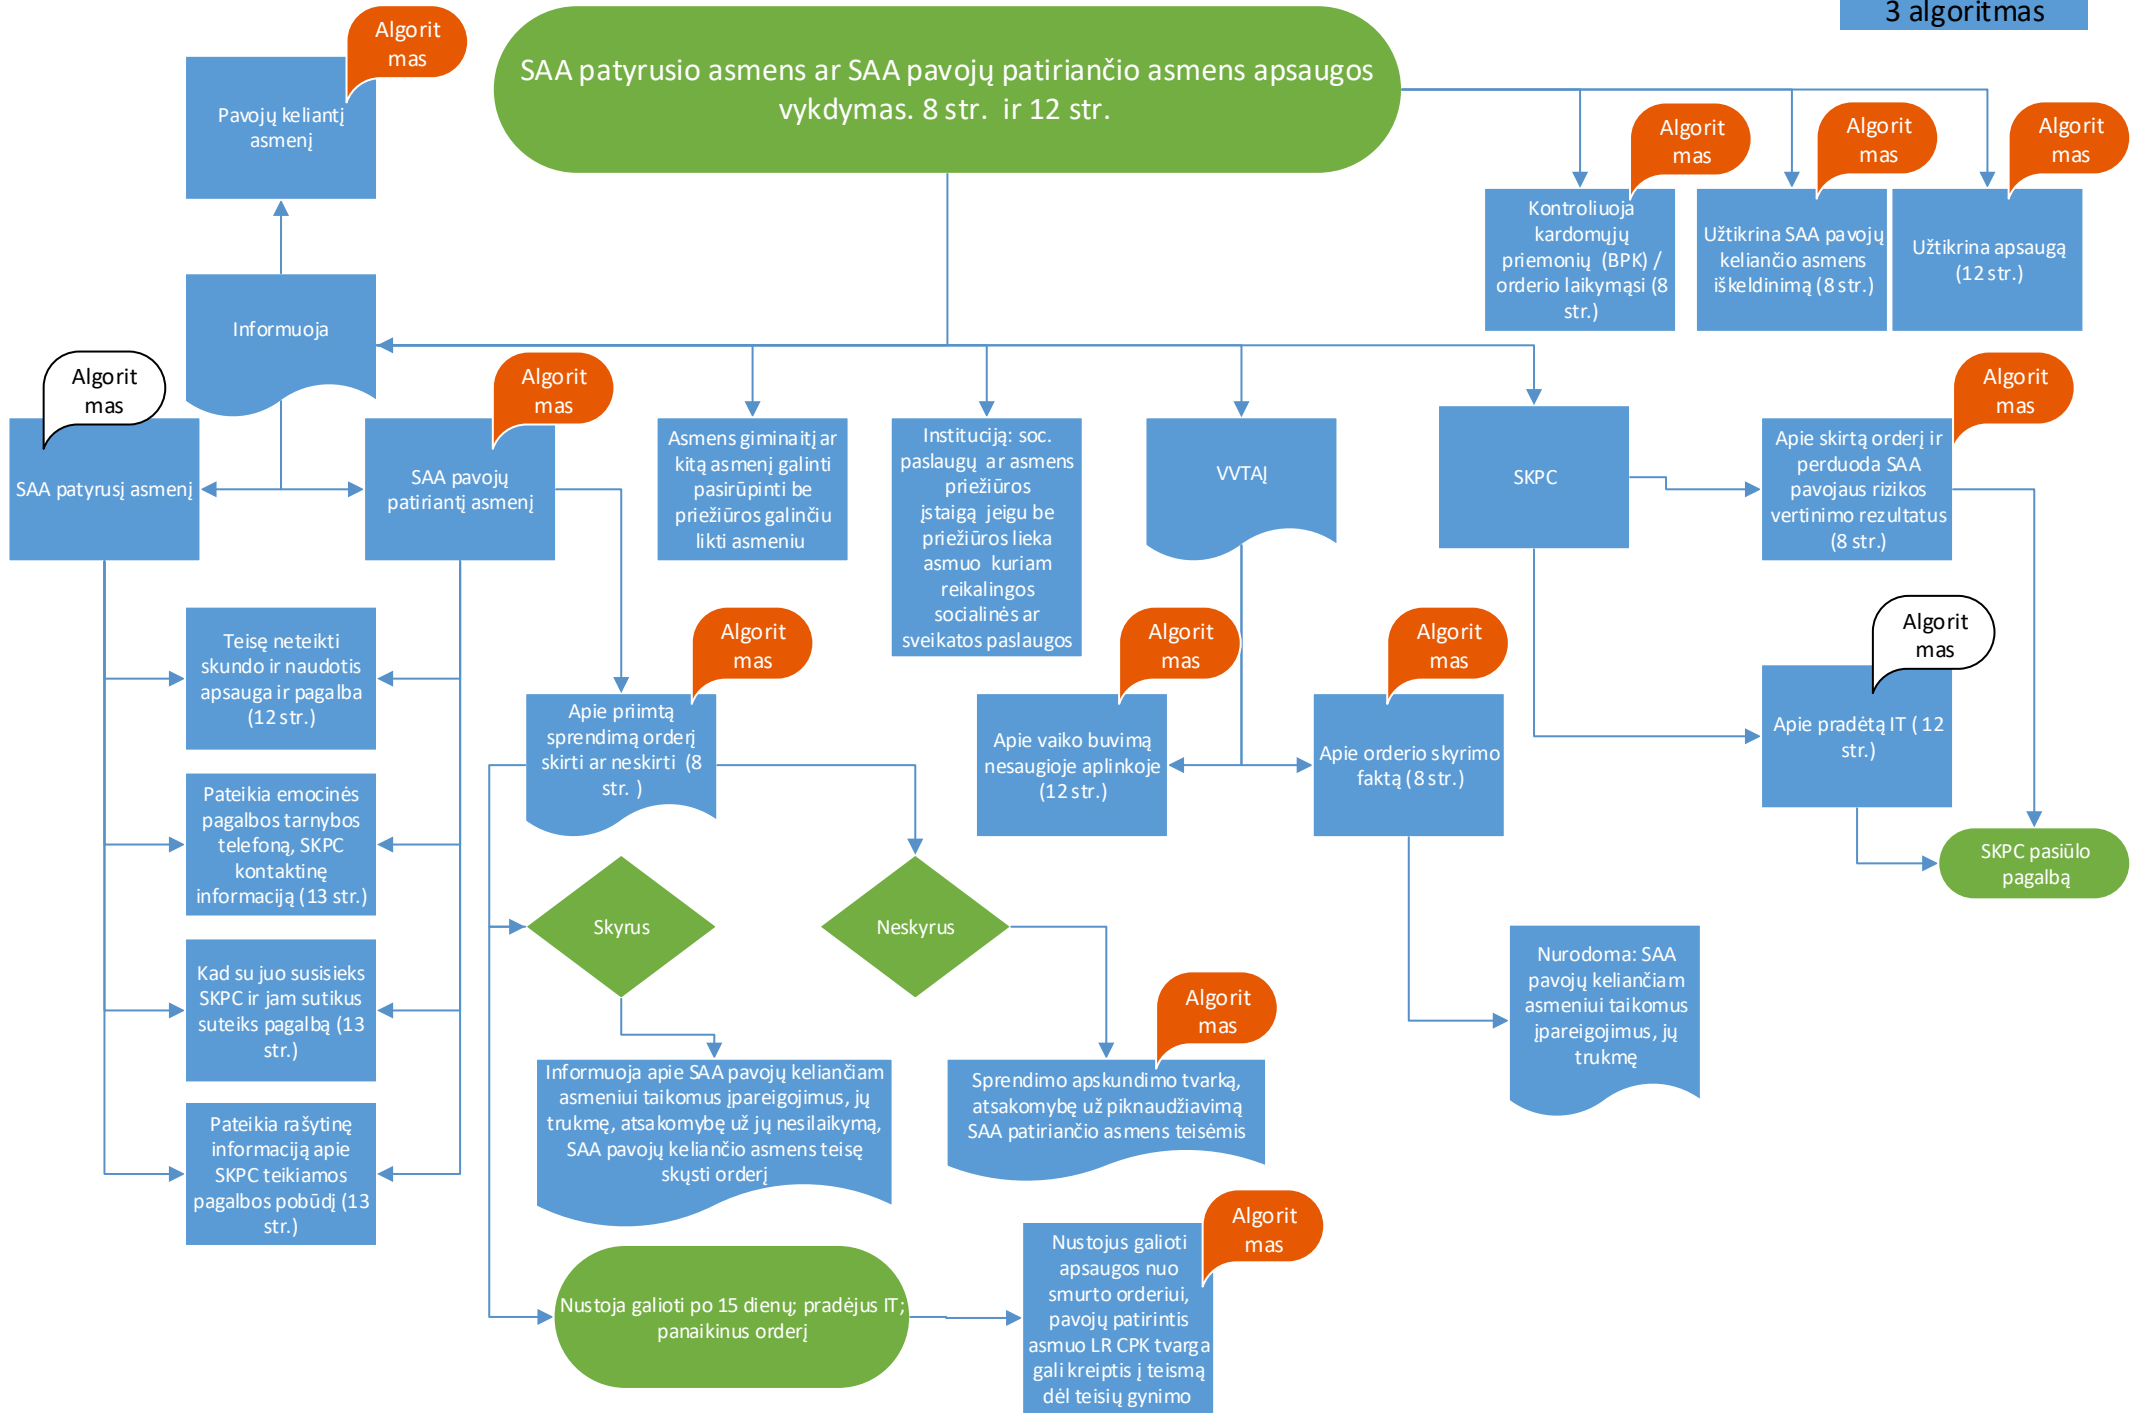 3 algoritmas
SAA patyrusio asmens ar SAA pavojų patiriančio asmens apsaugos
vykdymas. 8 str. ir 12 str.
Algorit
mas
Pavojų keliantį
asmenį
Informuoja
Algorit
mas
Kontroliuoja
kardomųjų
priemonių (BPK) /
orderio laikymąsi (8
str.)
Algorit
mas
Užtikrina SAA pavojų
keliančio asmens
iškeldinimą (8 str.)
Algorit
mas
Užtikrina apsaugą
(12 str.)
Algorit
mas
SAA patyrusį asmenį
Algorit
mas
SAA pavojų
patiriantį asmenį
Asmens giminaitį ar
kitą asmenį galinti
pasirūpinti be
priežiūros galinčiu
likti asmeniu
Instituciją: soc.
paslaugų ar asmens
priežiūros
įstaigą jeigu be
priežiūros lieka
asmuo kuriam
reikalingos
socialinės ar
sveikatos paslaugos
VVTAĮ
SKPC
Algorit
mas
Apie skirtą orderį ir
perduoda SAA
pavojaus rizikos
vertinimo rezultatus
(8 str.)
Teisę neteikti
skundo ir naudotis
apsauga ir pagalba
(12 str.)
Pateikia emocinės
pagalbos tarnybos
telefoną, SKPC
kontaktinę
informaciją (13 str.)
Kad su juo susisieks
SKPC ir jam sutikus
suteiks pagalbą (13
str.)
Pateikia rašytinę
informaciją apie
SKPC teikiamos
pagalbos pobūdį (13
str.)
Algorit
mas
Apie priimtą
sprendimą orderį
skirti ar neskirti (8
str. )
Algorit
mas
Apie vaiko buvimą
nesaugioje aplinkoje
(12 str.)
Algorit
mas
Apie orderio skyrimo
faktą (8 str.)
Algorit
mas
Apie pradėtą IT ( 12
str.)
SKPC pasiūlo
pagalbą
Skyrus
Neskyrus
Nurodoma: SAA
pavojų keliančiam
asmeniui taikomus
įpareigojimus, jų
trukmę
Informuoja apie SAA pavojų keliančiam
asmeniui taikomus įpareigojimus, jų
trukmę, atsakomybę už jų nesilaikymą,
SAA pavojų keliančio asmens teisę
skųsti orderį
Algorit
mas
Sprendimo apskundimo tvarką,
atsakomybę už piknaudžiavimą
SAA patiriančio asmens teisėmis
Nustoja galioti po 15 dienų; pradėjus IT;
panaikinus orderį
Algorit
mas
Nustojus galioti
apsaugos nuo
smurto orderiui,
pavojų patirintis
asmuo LR CPK tvarga
gali kreiptis į teismą
dėl teisių gynimo